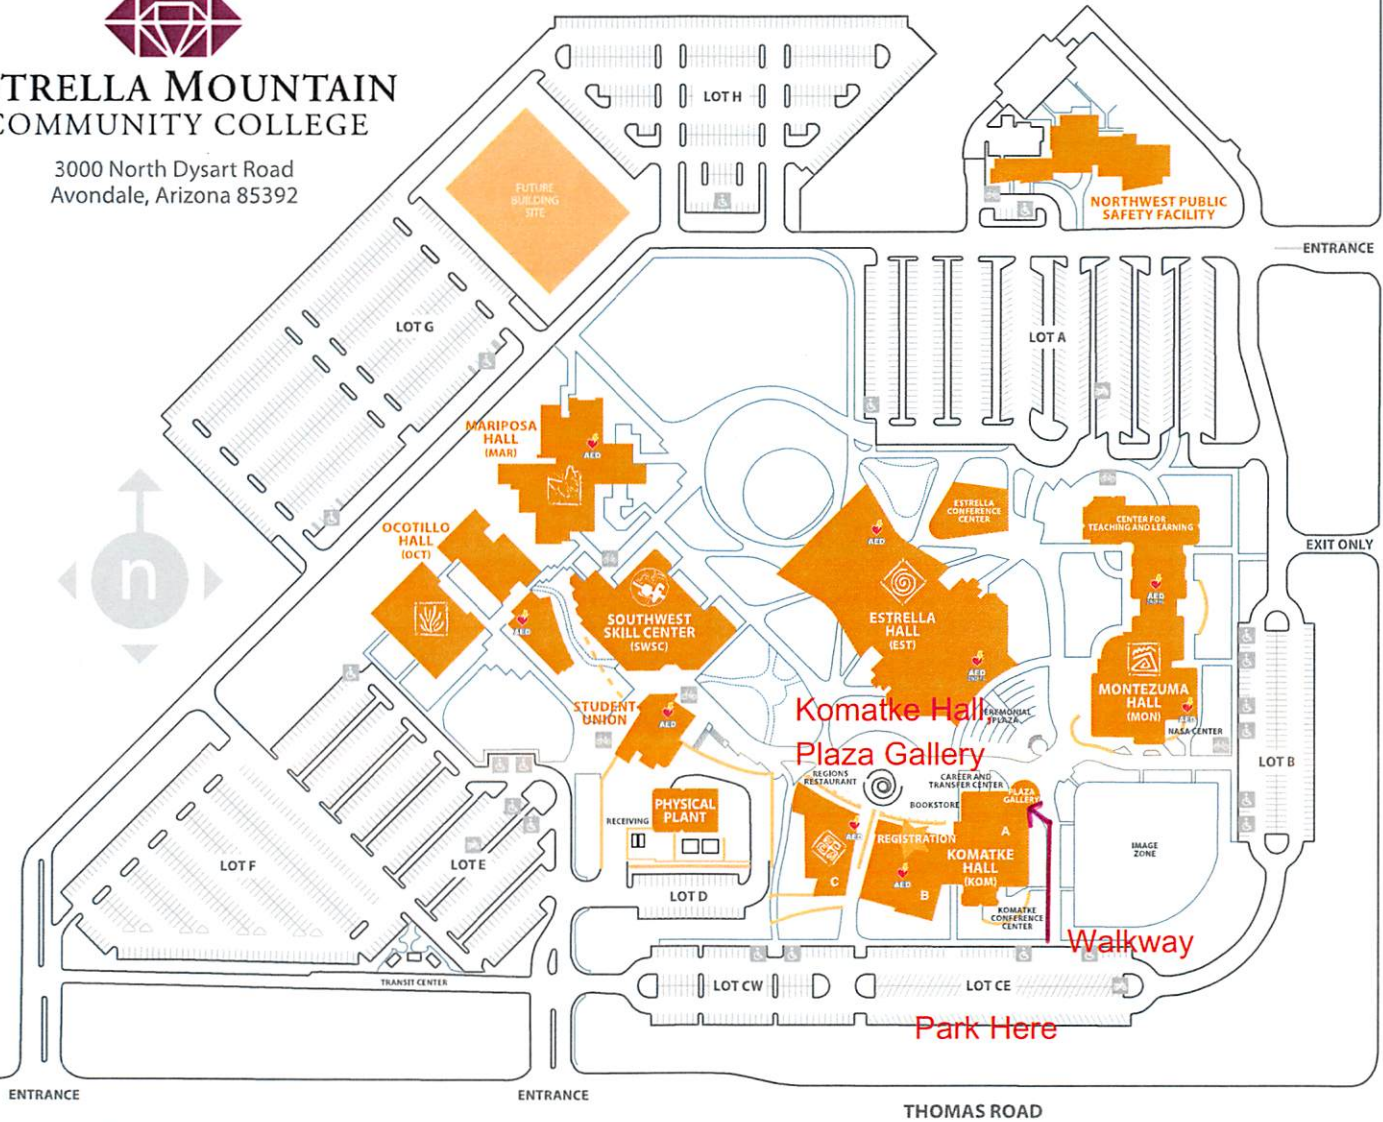 TRELLA MOUNTAIN
COMMUNITY COLLEGE
3000 North Dysart Road
Avondale, Arizona 85392
LOT H
FUTURE
BUILDING
SITE
NORTHWEST PUBLIC
SAFETY FACILITY
ENTRANCE
LOT G
LOT A
MARIPOSA
HALL
(MAR)
AED
OCOTILLO
HALL
(OCT)
n
ESTRELLA
CONFERENCE
CENTER
CENTER FOR
TEACHING AND LEARNING
AED
EXIT ONLY
AED
AED
SOUTHWEST
SKILL CENTER
(SWSC)
ESTRELLA
HALL
(EST)
AED
MONTEZUMA
HALL
(MON)
AED
NASA CENTER
STUDENT
UNION
AED
Komatke Hall,
Plaza Gallery
PLAZA
LOT B
REGIONS
RESTAURANT
CAREER AND
TRANSFER CENTER
BOOKSTORE
PLAZA
GALLERY
PHYSICAL
PLANT
RECEIVING
AED
REGISTRATION
A
KOMATKE
HALL
(KOM)
IMAGE
ZONE
LOT F
LOT E
C
AED
B
LOT D
KOMATKE
CONFERENCE
CENTER
Walkway
TRANSIT CENTER
LOT CW
LOT CE
Park Here
ENTRANCE
ENTRANCE
THOMAS ROAD